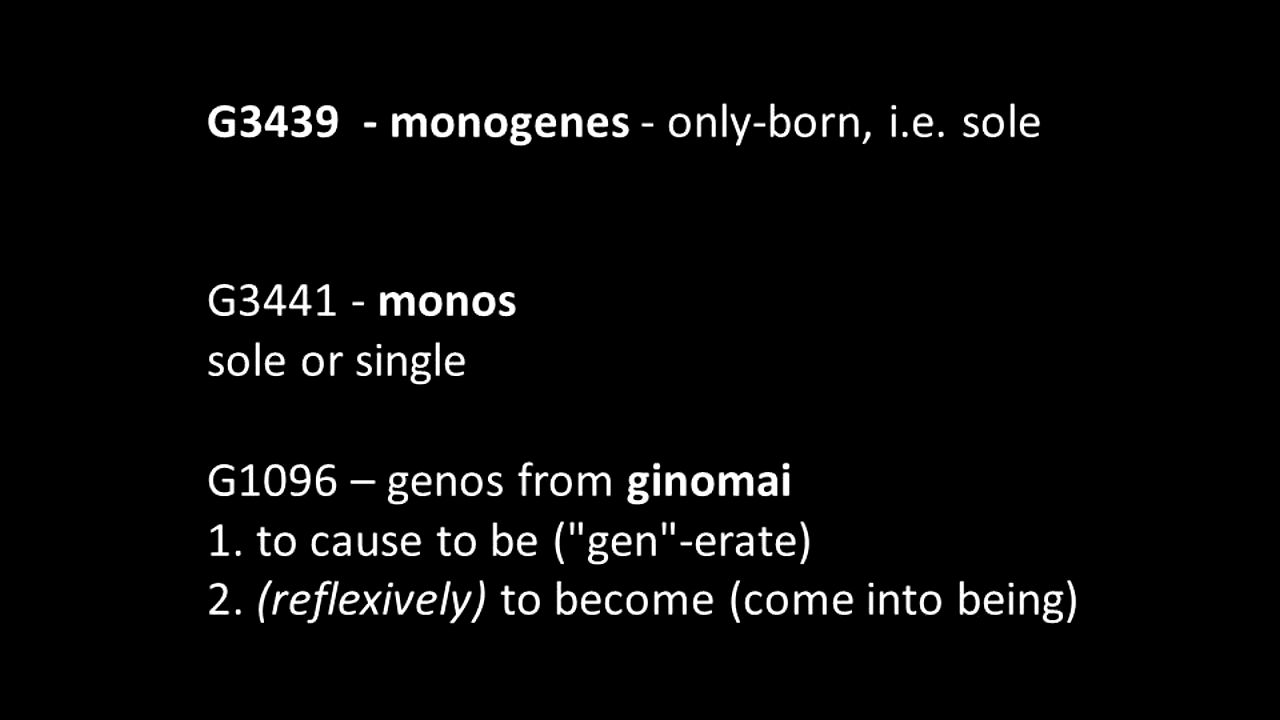 G3439  - monogenes - only-born, i.e. sole
G3441 - monos
sole or single
G1096 – genos from ginomai
1. to cause to be ("gen"-erate)
2. (reflexively) to become (come into being)